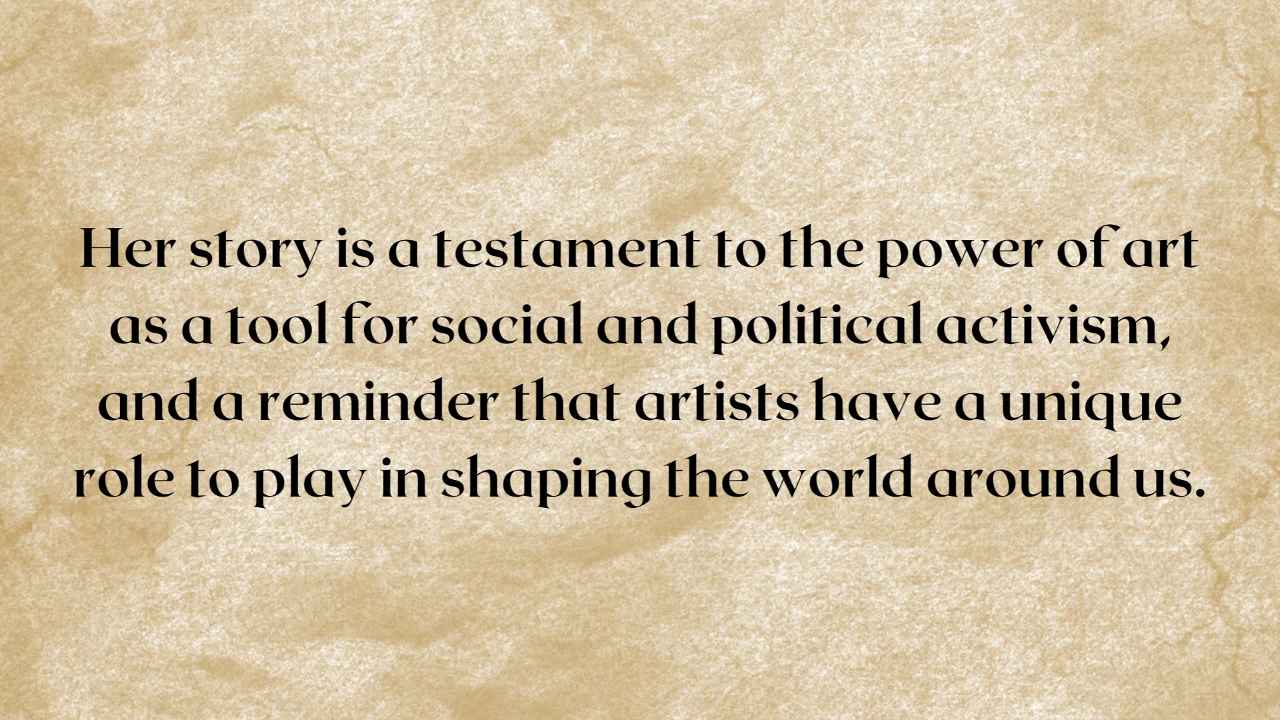 Her story is a testament to the power of art
as a tool for social and political activism,
and a reminder that artists have a unique
role to play in shaping the world around us.